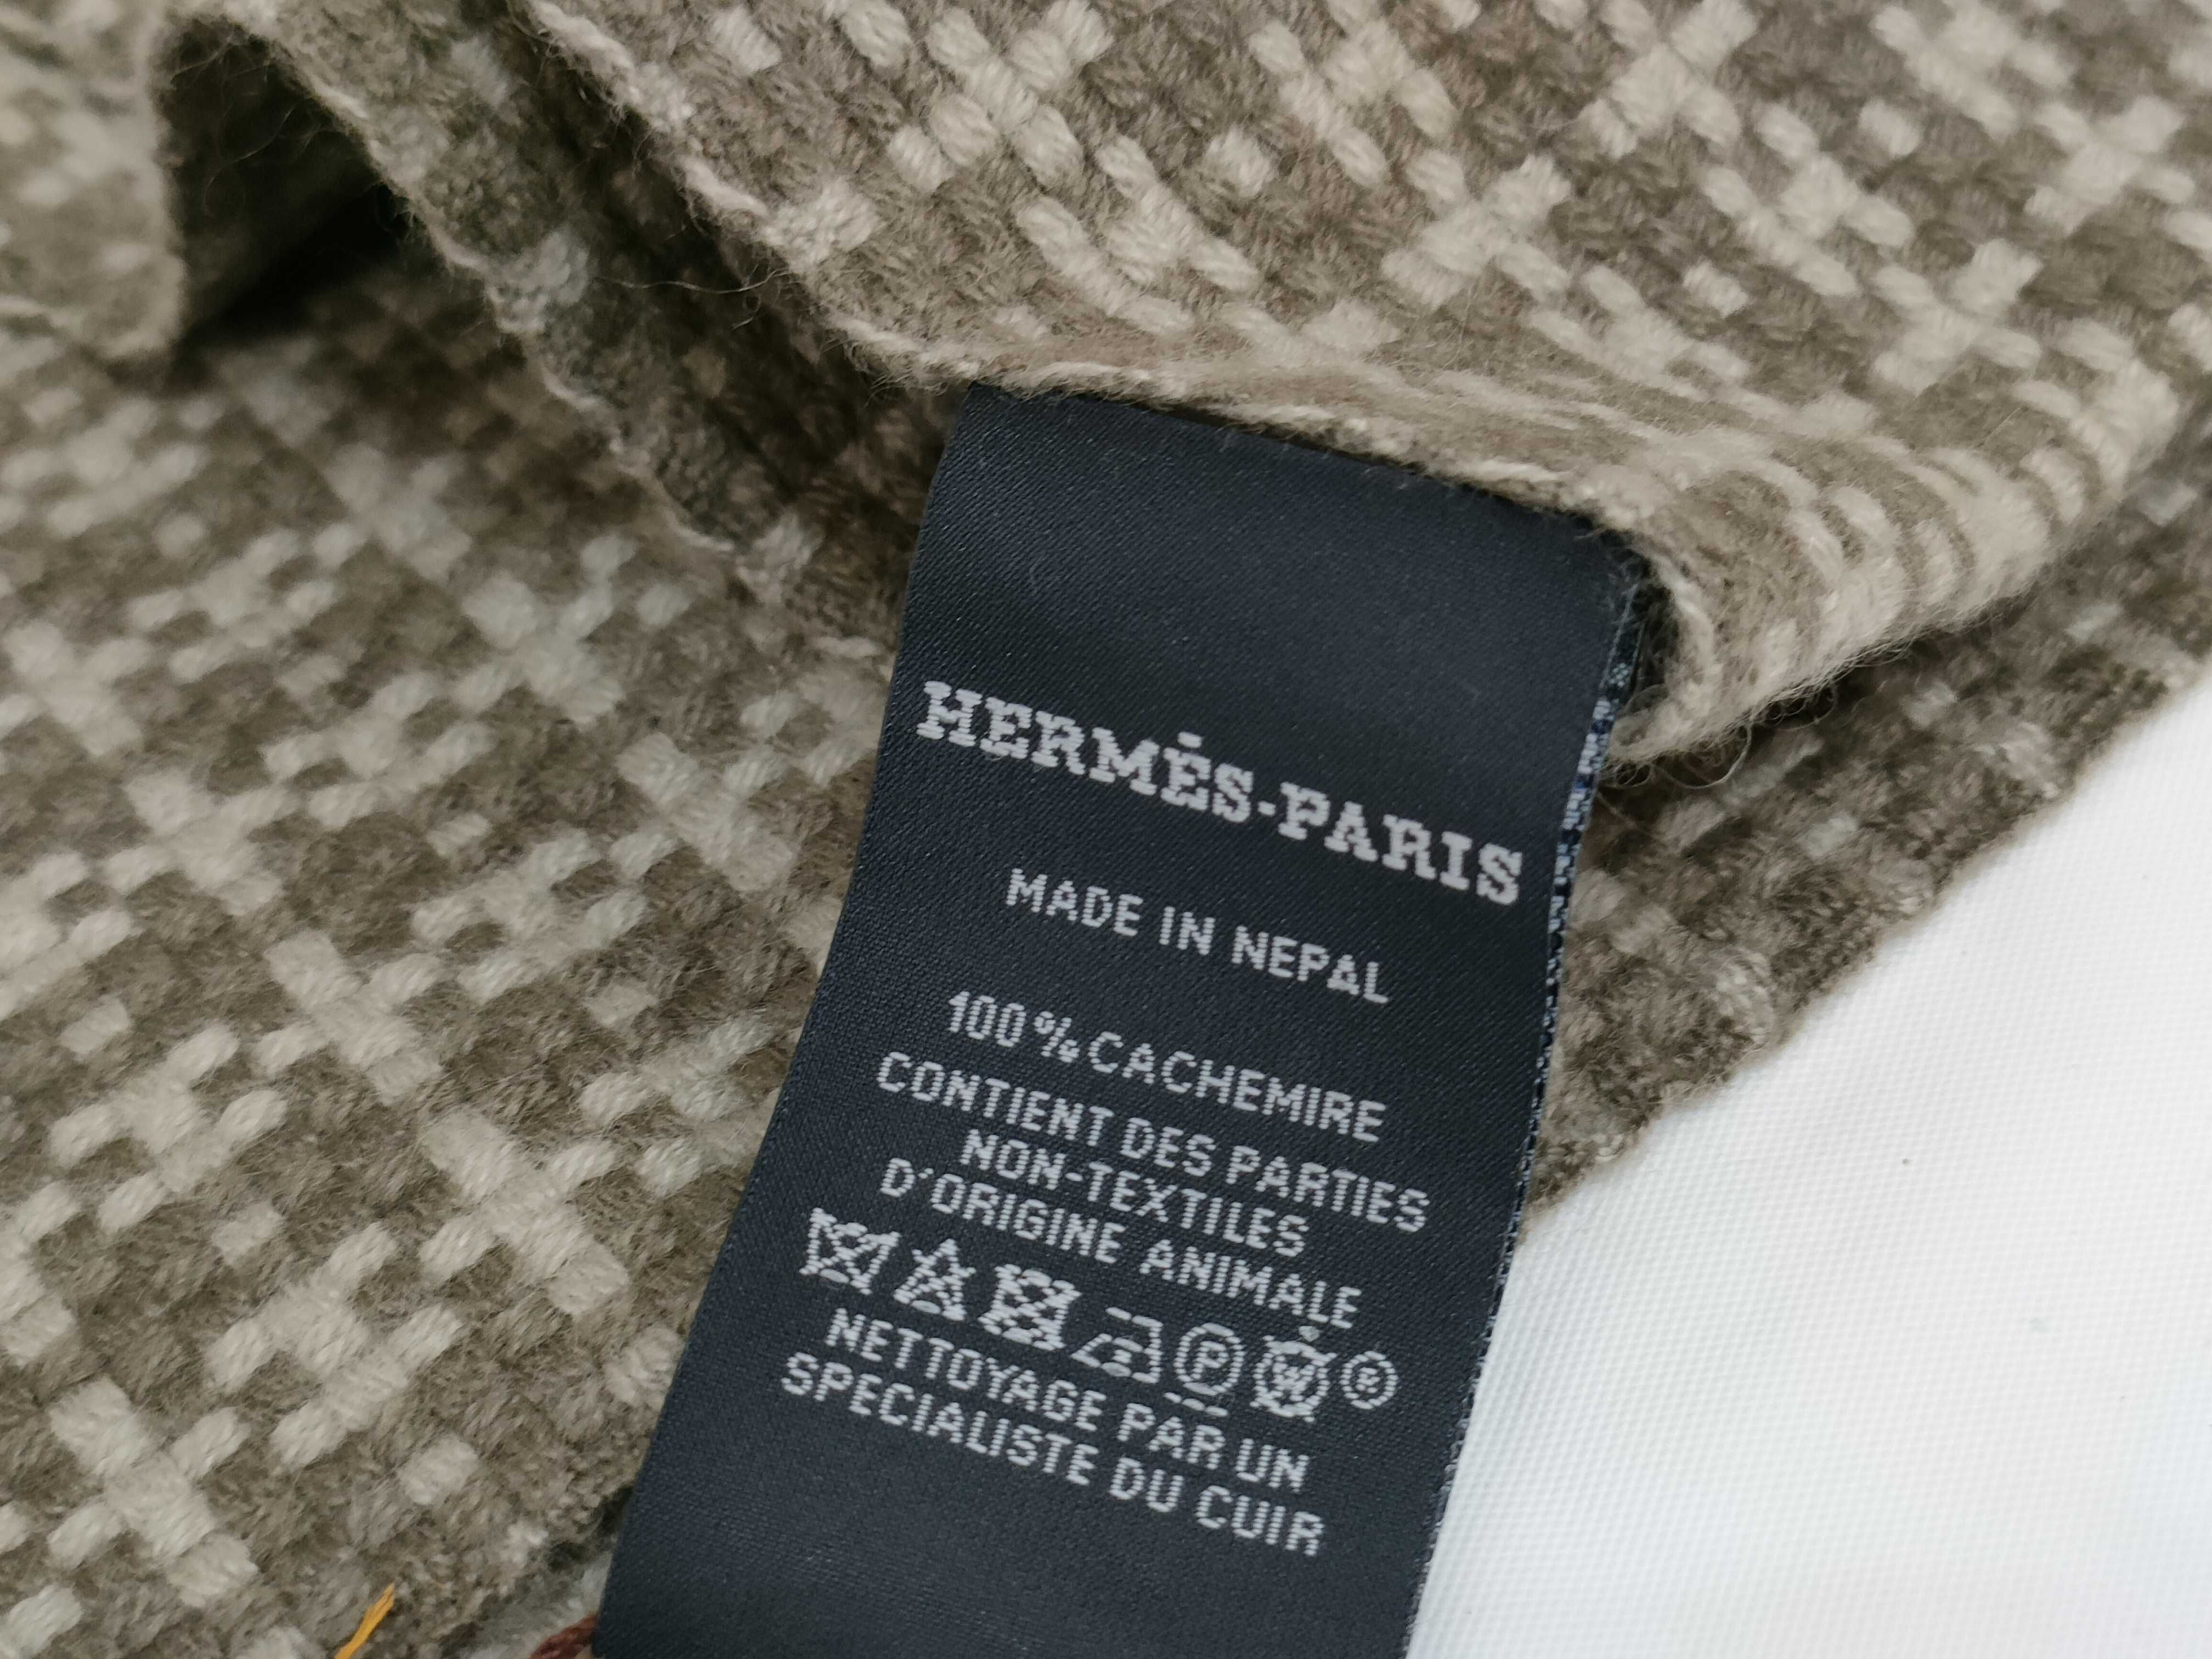 HERMÈS-PARIS
MADE IN NEPAL
100% CACHEMIRE
CONTIENT DES PARTIES
NON-TEXTILES
D'ORIGINE ANIMALE
P W ®
NETTOYAGE PAR UN
SPECIALISTE DU CUIR